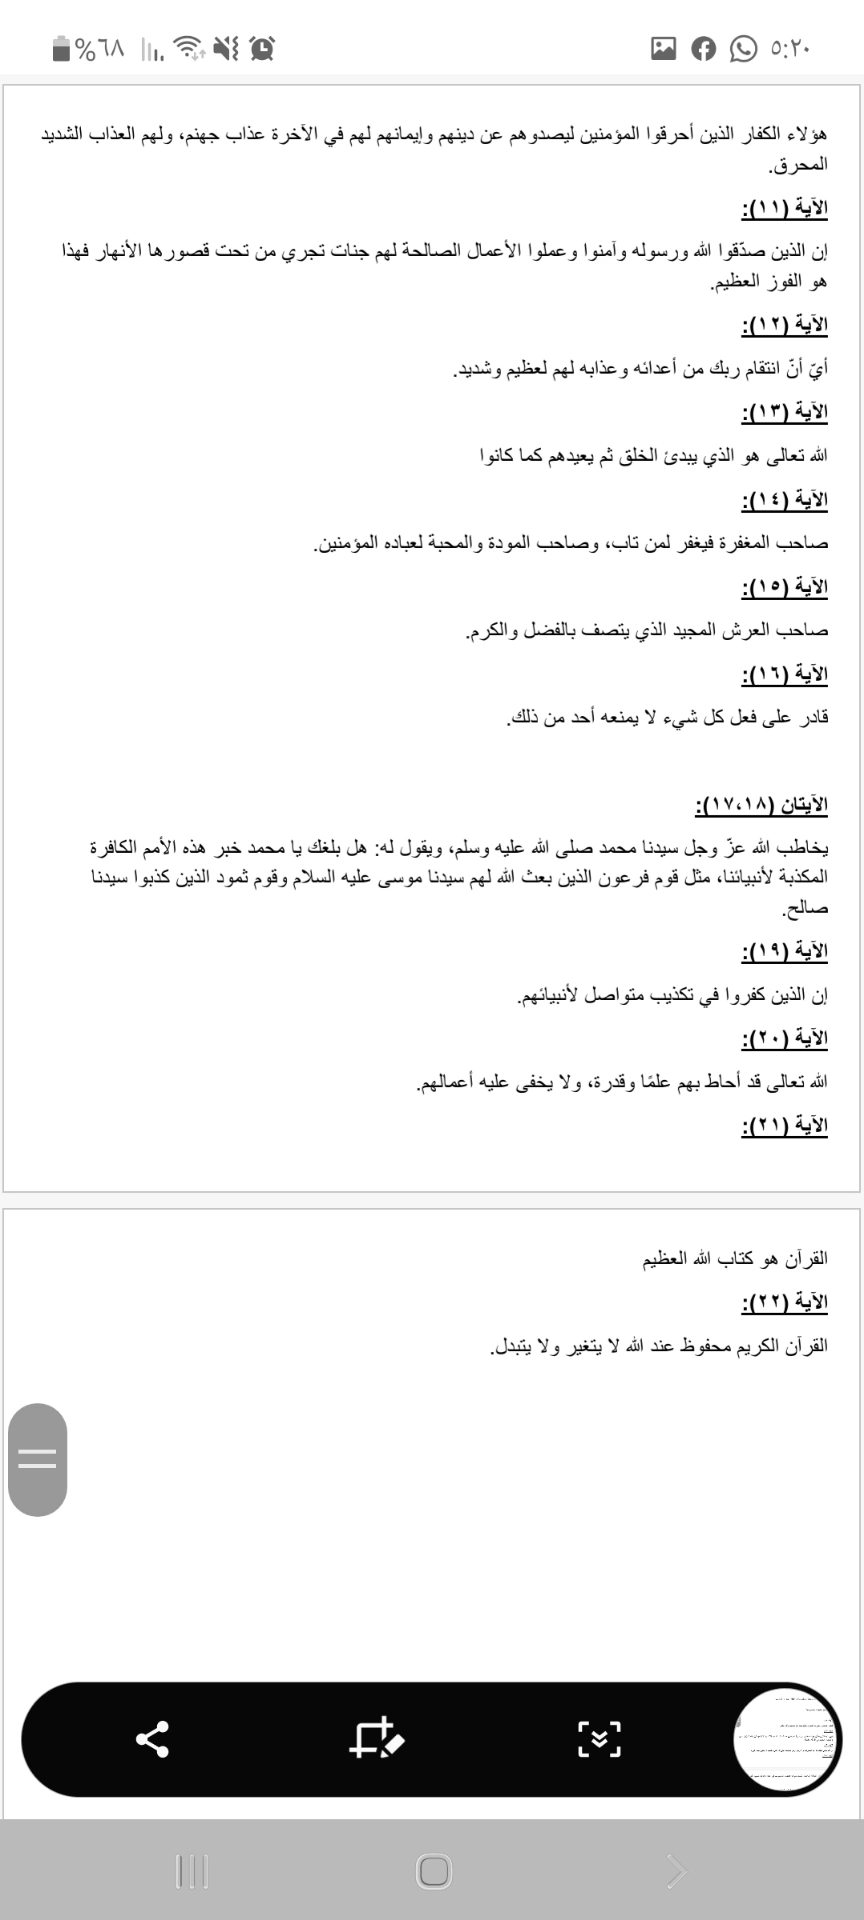 ٥:٢٠
%٦٨
هؤلاء الكفار الذين أحرقوا المؤمنين ليصدوهم عن دينهم وإيمانهم لهم في الآخرة عذاب جهنم، ولهم العذاب الشديد
المحرق.
الآية (١١):
إن الذين صدّقوا الله ورسوله وآمنوا وعملوا الأعمال الصالحة لهم جنات تجري من تحت قصورها الأنهار فهذا
هو الفوز العظيم.
الآية (١٢):
أيّ أنّ انتقام ربك من أعدائه وعذابه لهم لعظيم وشديد.
الآية (١٣):
الله تعالى هو الذي يبدئ الخلق ثم يعيدهم كما كانوا
الآية (١٤):
صاحب المغفرة فيغفر لمن تاب، وصاحب المودة والمحبة لعباده المؤمنين.
الآية (١٥):
صاحب العرش المجيد الذي يتصف بالفضل والكرم.
الآية (١٦):
قادر على فعل كل شيء لا يمنعه أحد من ذلك.
الآيتان (١٧،١٨):
يخاطب الله عزّ وجل سيدنا محمد صلى الله عليه وسلم، ويقول له: هل بلغك يا محمد خبر هذه الأمم الكافرة
المكذبة لأنبيائنا، مثل قوم فرعون الذين بعث الله لهم سيدنا موسى عليه السلام وقوم ثمود الذين كذبوا سيدنا
صالح.
الآية (١٩):
إن الذين كفروا في تكذيب متواصل لأنبيائهم.
الآية (٢٠):
الله تعالى قد أحاط بهم علمًا وقدرة، ولا يخفى عليه أعمالهم.
الآية (٢١):
القرآن هو كتاب الله العظيم
الآية (٢٢):
القرآن الكريم محفوظ عند الله لا يتغير ولا يتبدل.